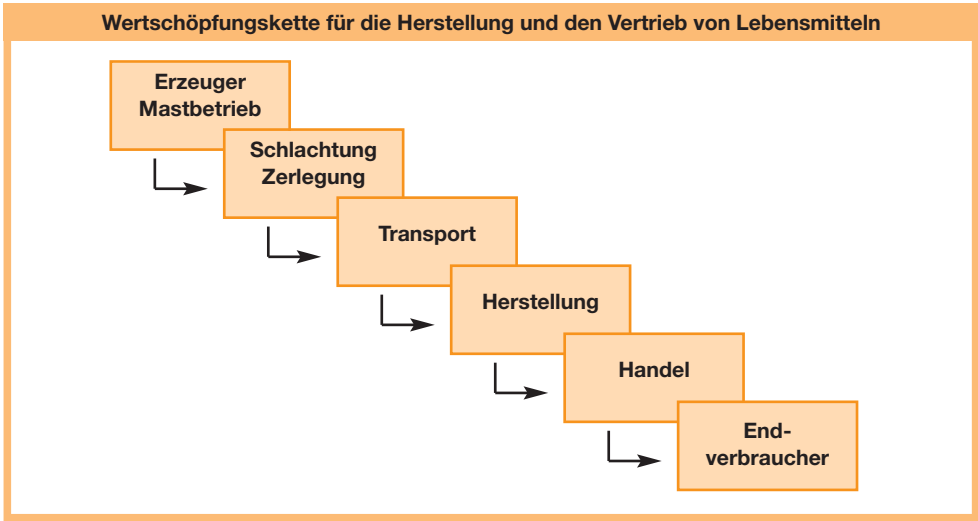 Wertschöpfungskette für die Herstellung und den Vertrieb von Lebensmitteln
Erzeuger
Mastbetrieb
Schlachtung
Zerlegung
Transport
Herstellung
Handel
End-
verbraucher